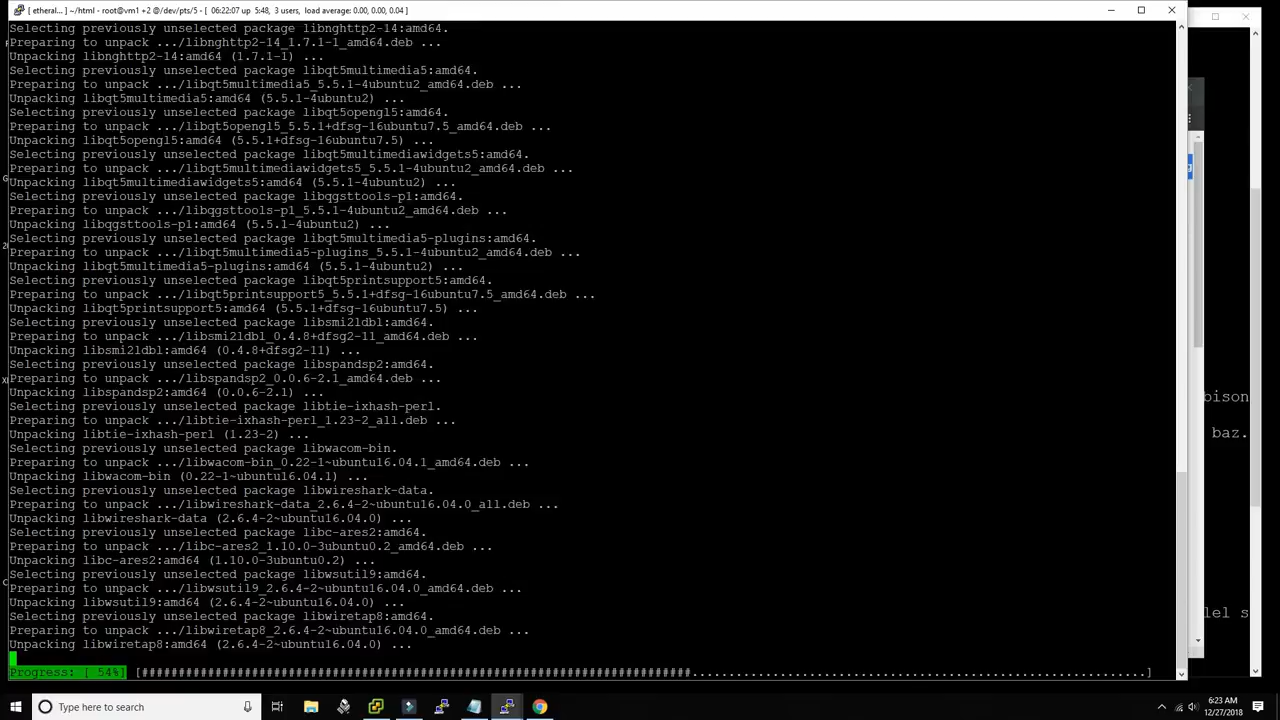 [ etheral... ] ~/html - root@vm1 +2 @/dev/pts/5 - [ 06:22:07 up  5:48,  3 users,  load average: 0.00, 0.00, 0.04 ]
Selecting previously unselected package libnghttp2-14:amd64.
Preparing to unpack .../libnghttp2-14_1.7.1-1_amd64.deb ...
Unpacking libnghttp2-14:amd64 (1.7.1-1) ...
Selecting previously unselected package libqt5multimedia5:amd64.
Preparing to unpack .../libqt5multimedia5_5.5.1-4ubuntu2_amd64.deb ...
Unpacking libqt5multimedia5:amd64 (5.5.1-4ubuntu2) ...
Selecting previously unselected package libqt5opengl5:amd64.
Preparing to unpack .../libqt5opengl5_5.5.1+dfsg-16ubuntu7.5_amd64.deb ...
Unpacking libqt5opengl5:amd64 (5.5.1+dfsg-16ubuntu7.5) ...
Selecting previously unselected package libqt5multimediawidgets5:amd64.
Preparing to unpack .../libqt5multimediawidgets5_5.5.1-4ubuntu2_amd64.deb ...
Unpacking libqt5multimediawidgets5:amd64 (5.5.1-4ubuntu2) ...
Selecting previously unselected package libqgsttools-p1:amd64.
Preparing to unpack .../libqgsttools-p1_5.5.1-4ubuntu2_amd64.deb ...
Unpacking libqgsttools-p1:amd64 (5.5.1-4ubuntu2) ...
Selecting previously unselected package libqt5multimedia5-plugins:amd64.
Preparing to unpack .../libqt5multimedia5-plugins_5.5.1-4ubuntu2_amd64.deb ...
Unpacking libqt5multimedia5-plugins:amd64 (5.5.1-4ubuntu2) ...
Selecting previously unselected package libqt5printsupport5:amd64.
Preparing to unpack .../libqt5printsupport5_5.5.1+dfsg-16ubuntu7.5_amd64.deb ...
Unpacking libqt5printsupport5:amd64 (5.5.1+dfsg-16ubuntu7.5) ...
Selecting previously unselected package libsmi2ldbl:amd64.
Preparing to unpack .../libsmi2ldbl_0.4.8+dfsg2-11_amd64.deb ...
Unpacking libsmi2ldbl:amd64 (0.4.8+dfsg2-11) ...
Selecting previously unselected package libspandsp2:amd64.
Preparing to unpack .../libspandsp2_0.0.6-2.1_amd64.deb ...
Unpacking libspandsp2:amd64 (0.0.6-2.1) ...
Selecting previously unselected package libtie-ixhash-perl.
Preparing to unpack .../libtie-ixhash-perl_1.23-2_all.deb ...
Unpacking libtie-ixhash-perl (1.23-2) ...
Selecting previously unselected package libwacom-bin.
Preparing to unpack .../libwacom-bin_0.22-1~ubuntu16.04.1_amd64.deb ...
Unpacking libwacom-bin (0.22-1~ubuntu16.04.1) ...
Selecting previously unselected package libwireshark-data.
Preparing to unpack .../libwireshark-data_2.6.4-2~ubuntu16.04.0_all.deb ...
Unpacking libwireshark-data (2.6.4-2~ubuntu16.04.0) ...
Selecting previously unselected package libc-ares2:amd64.
Preparing to unpack .../libc-ares2_1.10.0-3ubuntu0.2_amd64.deb ...
Unpacking libc-ares2:amd64 (1.10.0-3ubuntu0.2) ...
Selecting previously unselected package libwsutil9:amd64.
Preparing to unpack .../libwsutil9_2.6.4-2~ubuntu16.04.0_amd64.deb ...
Unpacking libwsutil9:amd64 (2.6.4-2~ubuntu16.04.0) ...
Selecting previously unselected package libwiretap8:amd64.
Preparing to unpack .../libwiretap8_2.6.4-2~ubuntu16.04.0_amd64.deb ...
Unpacking libwiretap8:amd64 (2.6.4-2~ubuntu16.04.0) ...
Progress: [ 54%] [###########################################################################..............................................................]
bison
baz.
lel s
Type here to search
6:23 AM
12/27/2018